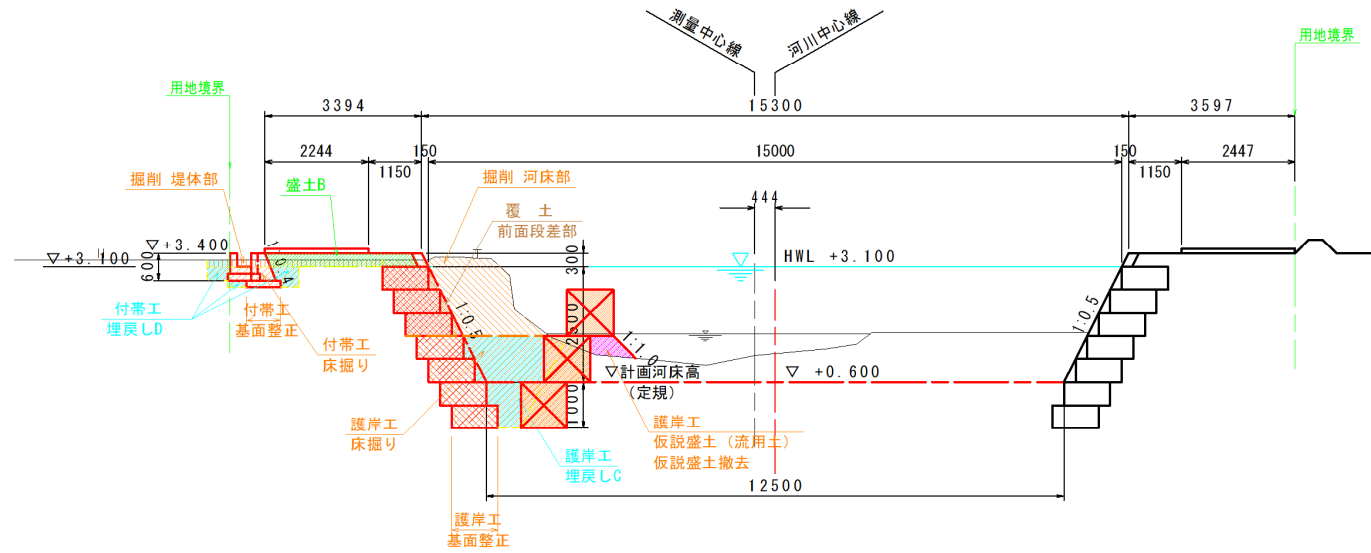 測量中心線
河川中心線
用地境界
用地境界
3394
15300
3597
2244
1150
150
15000
150
1150
2447
掘削 堤体部
盛土B
掘削 河床部
444
覆 土
前面段差部
▽+3.400
▽+3.100
600
1:0.4
300
HWL +3.100
付帯工
埋戻しD
付帯工
基面整正
付帯工
床掘り
1:0.5
2500
1:1.0
1:0.5
▽計画河床高
(定規)
▽ +0.600
1000
護岸工
床掘り
護岸工
仮説盛土(流用土)
仮説盛土撤去
護岸工
埋戻しC
12500
護岸工
基面整正